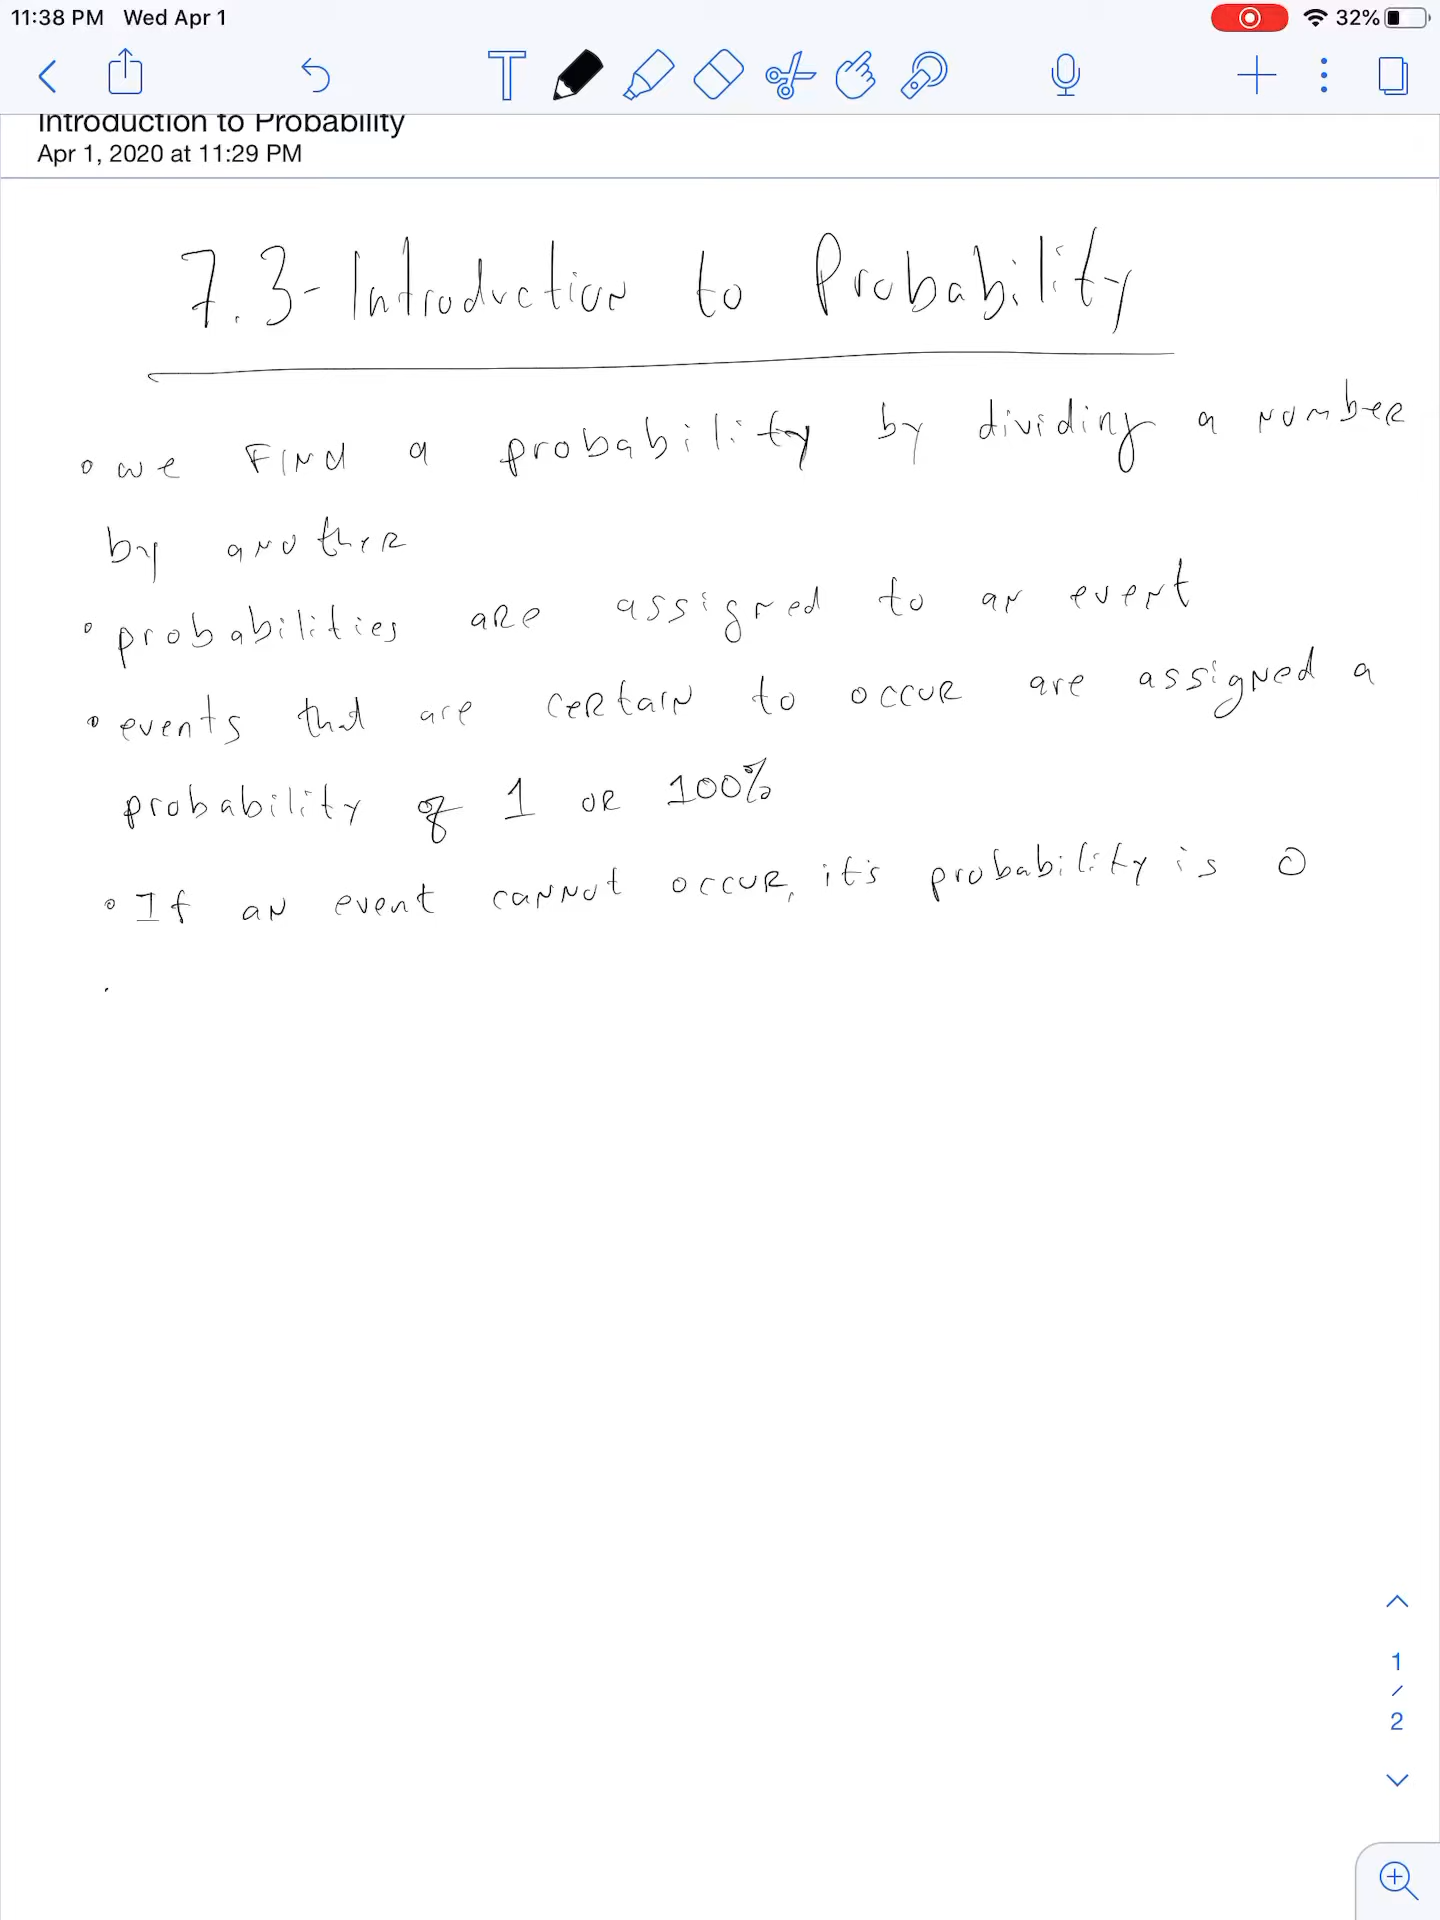 11:38 PM Wed Apr 1
32%
Introduction to Probability
Apr 1, 2020 at 11:29 PM
7.3 - Introduction to Probability
• we find a probability by dividing a number
by another
• probabilities are assigned to an event
• events that are certain to occur are assigned a
probability of 1 or 100%
• If an event cannot occur, it's probability is 0
1
/
2